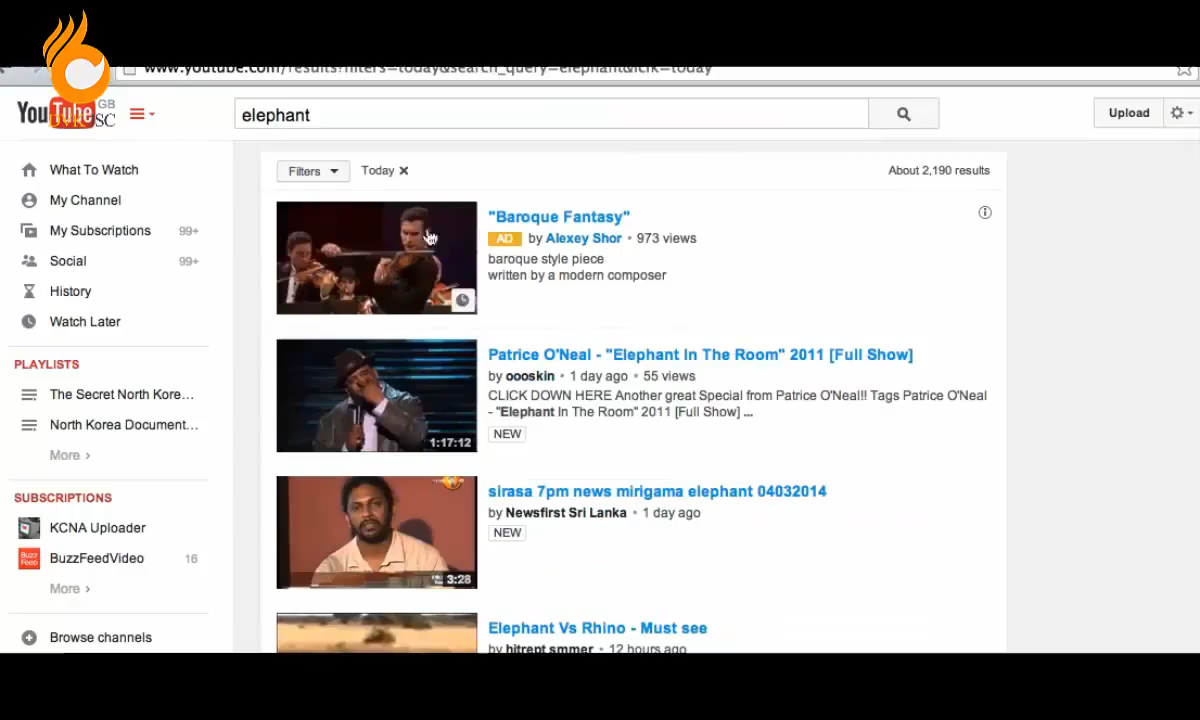 www.youtube.com/results?filters=today&search_query=elephant&lclk=today
YouTube GB
elephant
Upload
What To Watch
My Channel
My Subscriptions 99+
Social 99+
History
Watch Later
PLAYLISTS
The Secret North Kore...
North Korea Document...
More ›
SUBSCRIPTIONS
KCNA Uploader
BuzzFeedVideo 16
More ›
Browse channels
Filters Today ×
About 2,190 results
"Baroque Fantasy"
AD by Alexey Shor • 973 views
baroque style piece
written by a modern composer
Patrice O'Neal - "Elephant In The Room" 2011 [Full Show]
by oooskin • 1 day ago • 55 views
CLICK DOWN HERE Another great Special from Patrice O'Neal!! Tags Patrice O'Neal
- "Elephant In The Room" 2011 [Full Show] ...
NEW
1:17:12
sirasa 7pm news mirigama elephant 04032014
by Newsfirst Sri Lanka • 1 day ago
NEW
3:28
Elephant Vs Rhino - Must see
by hitrept smmer • 12 hours ago